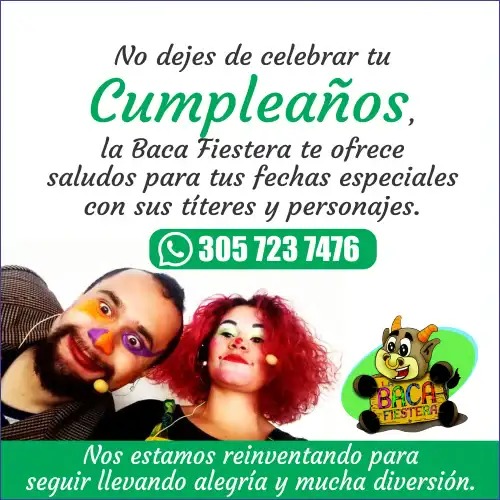 No dejes de celebrar tu
Cumpleaños,
la Baca Fiestera te ofrece
saludos para tus fechas especiales
con sus títeres y personajes.
305 723 7476
LA
BACA
FIESTERA
Nos estamos reinventando para
seguir llevando alegría y mucha diversión.